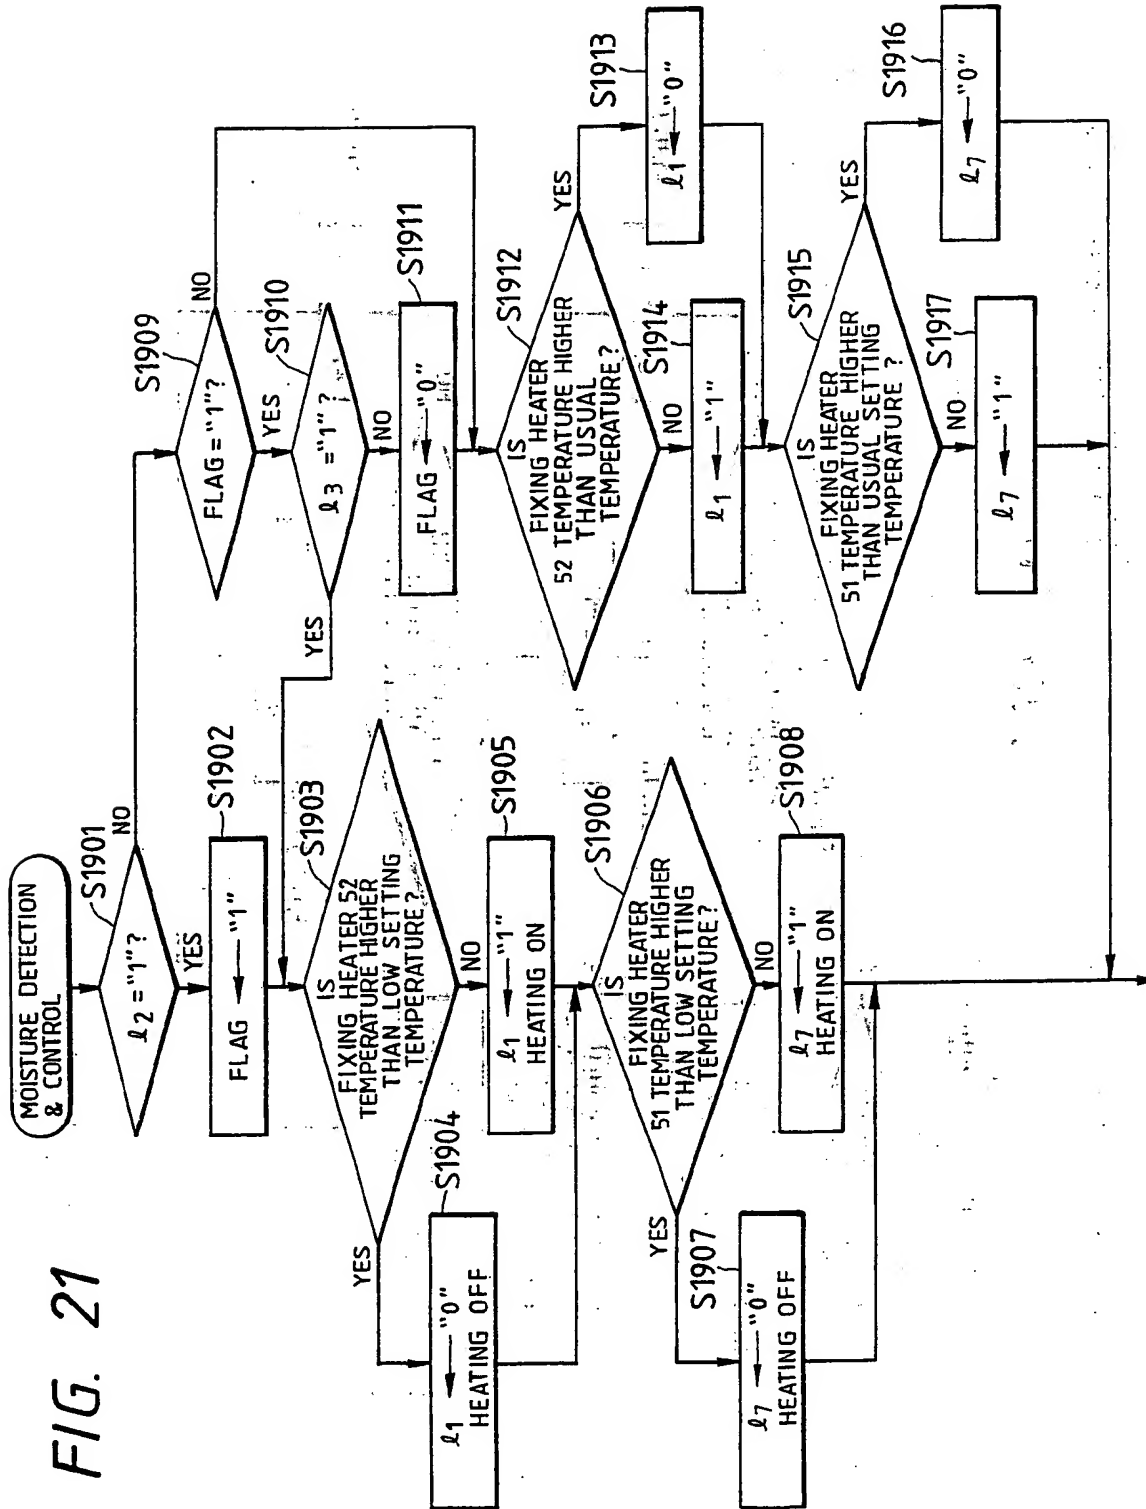 FIG. 21
MOISTURE DETECTION
& CONTROL
S1901
ℓ2 = "1" ?
NO
YES
S1902
FLAG ← "1"
S1903
IS
FIXING HEATER 52
TEMPERATURE HIGHER
THAN LOW SETTING
TEMPERATURE ?
YES
NO
S1904
ℓ1 ← "0"
HEATING OFF
S1905
ℓ1 ← "1"
HEATING ON
S1906
IS
FIXING HEATER
51 TEMPERATURE HIGHER
THAN LOW SETTING
TEMPERATURE ?
YES
NO
S1907
ℓ7 ← "0"
HEATING OFF
S1908
ℓ7 ← "1"
HEATING ON
S1909
FLAG = "1" ?
NO
YES
S1910
ℓ3 = "1" ?
YES
NO
S1911
FLAG ← "0"
S1912
IS
FIXING HEATER
52 TEMPERATURE HIGHER
THAN USUAL
TEMPERATURE ?
YES
NO
S1913
ℓ1 ← "0"
S1914
ℓ1 ← "1"
S1915
IS
FIXING HEATER
51 TEMPERATURE HIGHER
THAN USUAL SETTING
TEMPERATURE ?
YES
NO
S1916
ℓ7 ← "0"
S1917
ℓ7 ← "1"